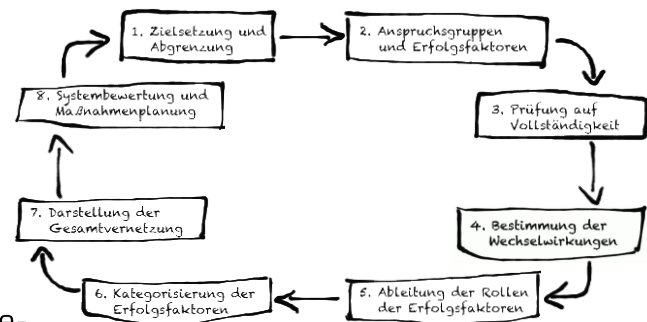 1. Zielsetzung und
Abgrenzung
2. Anspruchsgruppen
und Erfolgsfaktoren
3. Prüfung auf
Vollständigkeit
4. Bestimmung der
Wechselwirkungen
5. Ableitung der Rollen
der Erfolgsfaktoren
6. Kategorisierung der
Erfolgsfaktoren
7. Darstellung der
Gesamtvernetzung
8. Systembewertung und
Maßnahmenplanung